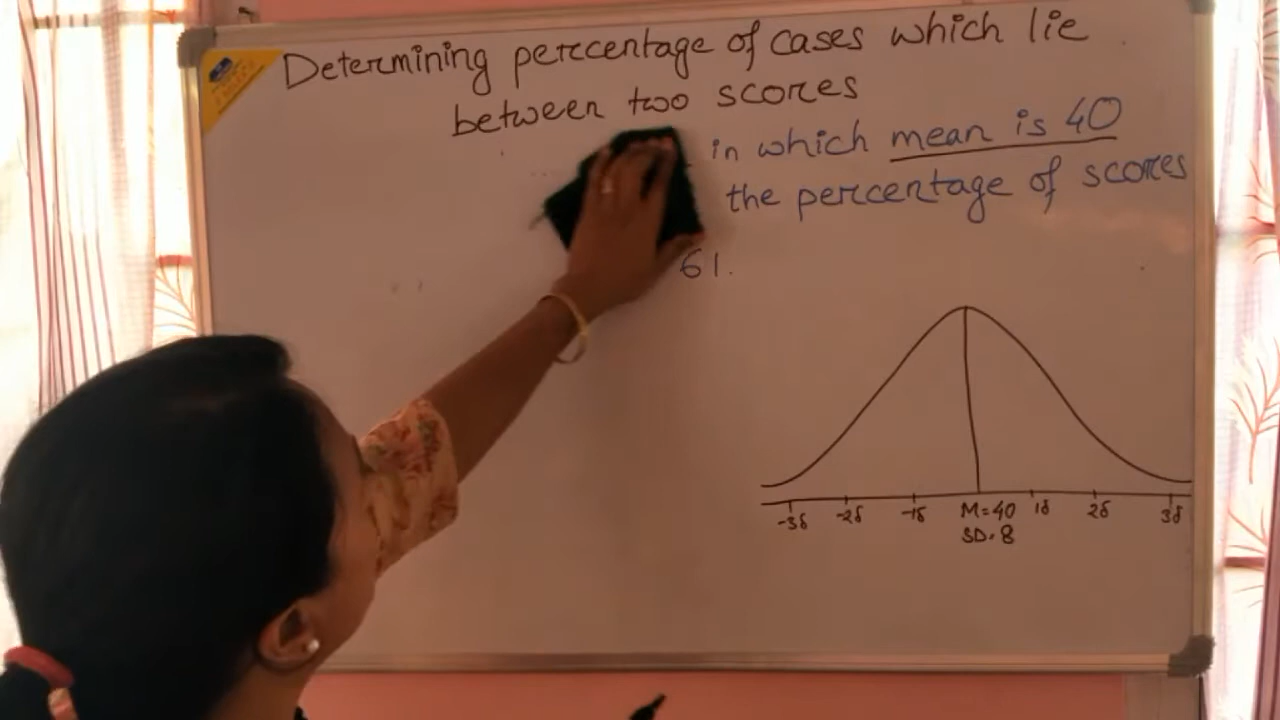 Determining percentage of cases which lie
between two scores
in which mean is 40
the percentage of scores
61.
-3δ -2δ -1δ M=40 1δ 2δ 3δ
SD=8